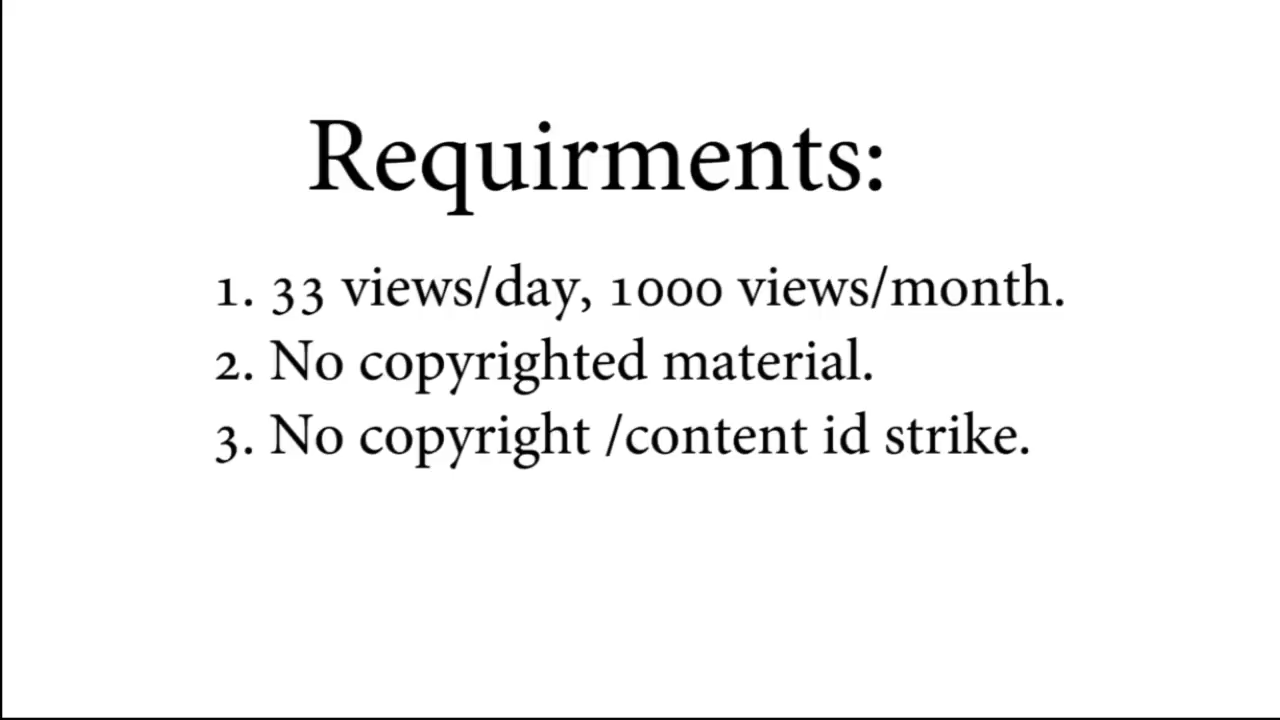 Requirments:
1. 33 views/day, 1000 views/month.
2. No copyrighted material.
3. No copyright /content id strike.